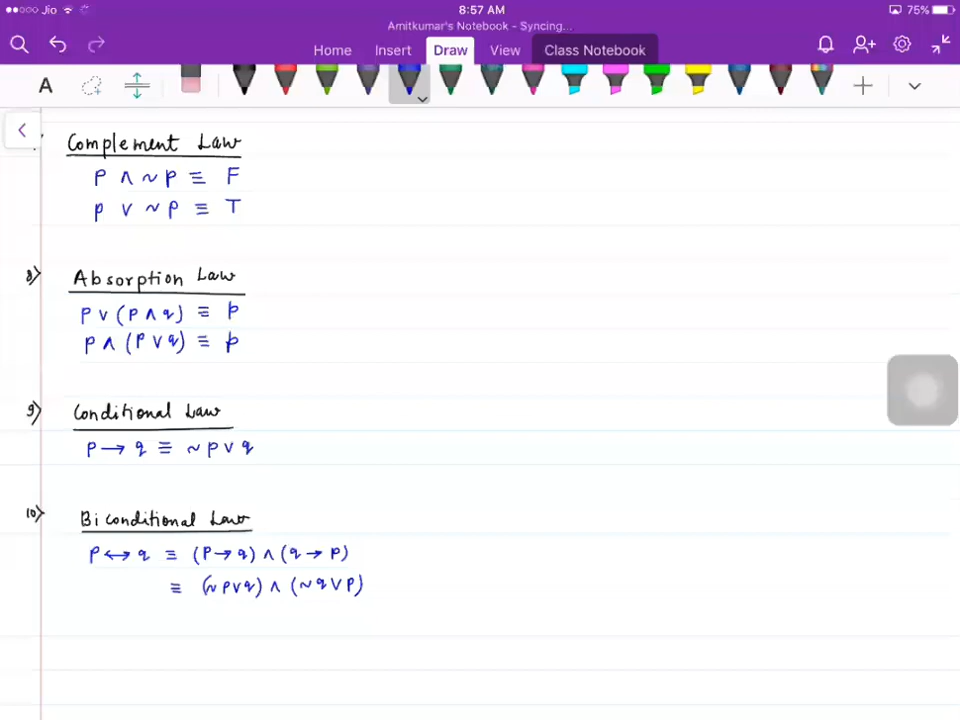 Jio 8:57 AM 75%
Amitkumar's Notebook - Syncing...
Home Insert Draw View Class Notebook
A
Complement Law
p ∧ ~p ≡ F
p ∨ ~p ≡ T
8) Absorption Law
p ∨ (p ∧ q) ≡ p
p ∧ (p ∨ q) ≡ p
9) Conditional Law
p → q ≡ ~p ∨ q
10) Biconditional Law
p ↔ q ≡ (p → q) ∧ (q → p)
≡ (~p ∨ q) ∧ (~q ∨ p)